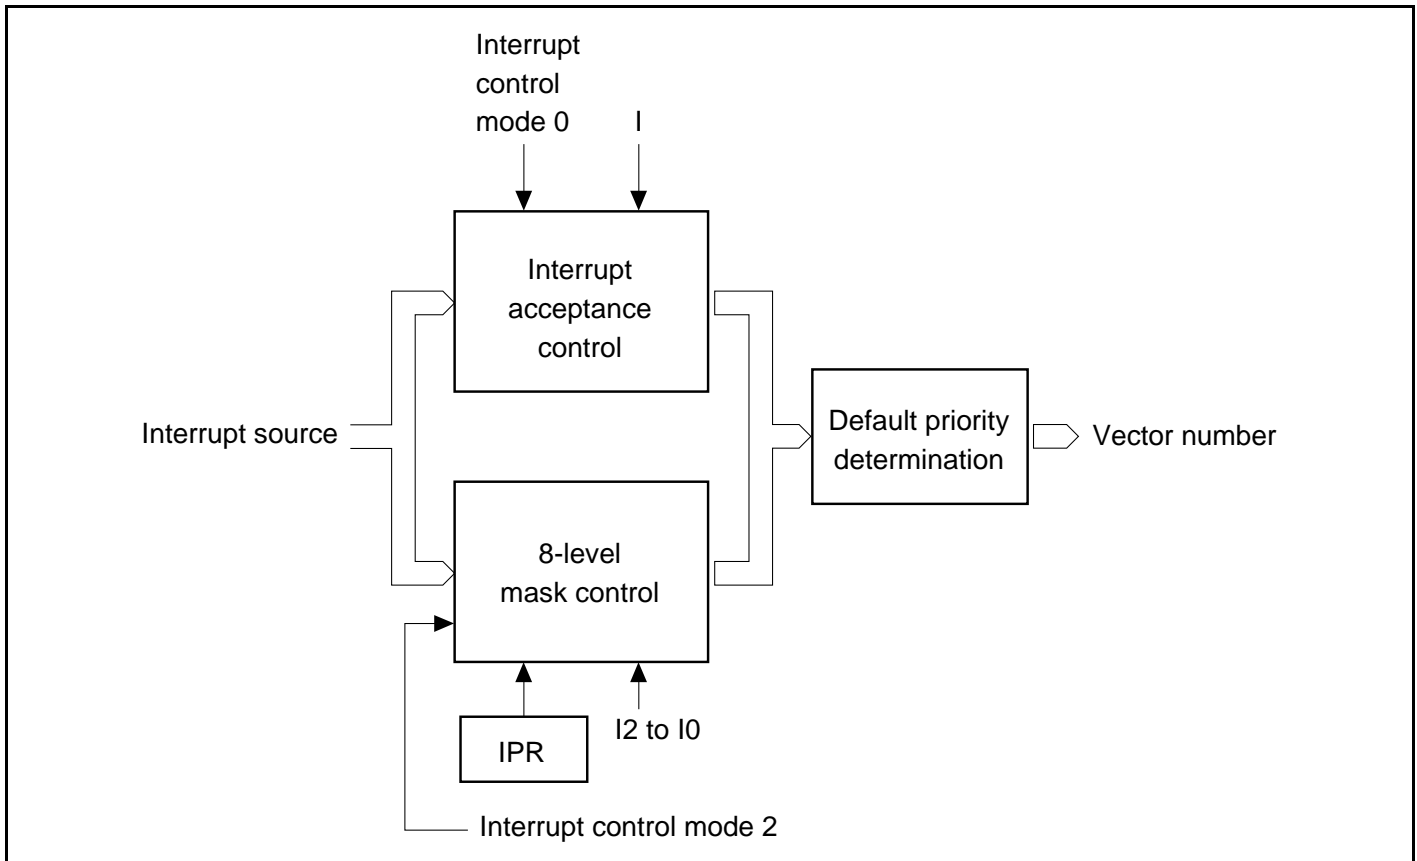 Interrupt
control
mode 0
I
Interrupt
acceptance
control
Interrupt source
Default priority
determination
Vector number
8-level
mask control
IPR
I2 to I0
Interrupt control mode 2